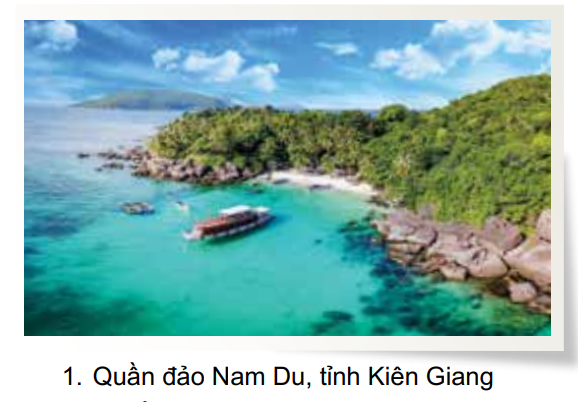 1. Quần đảo Nam Du, tỉnh Kiên Giang